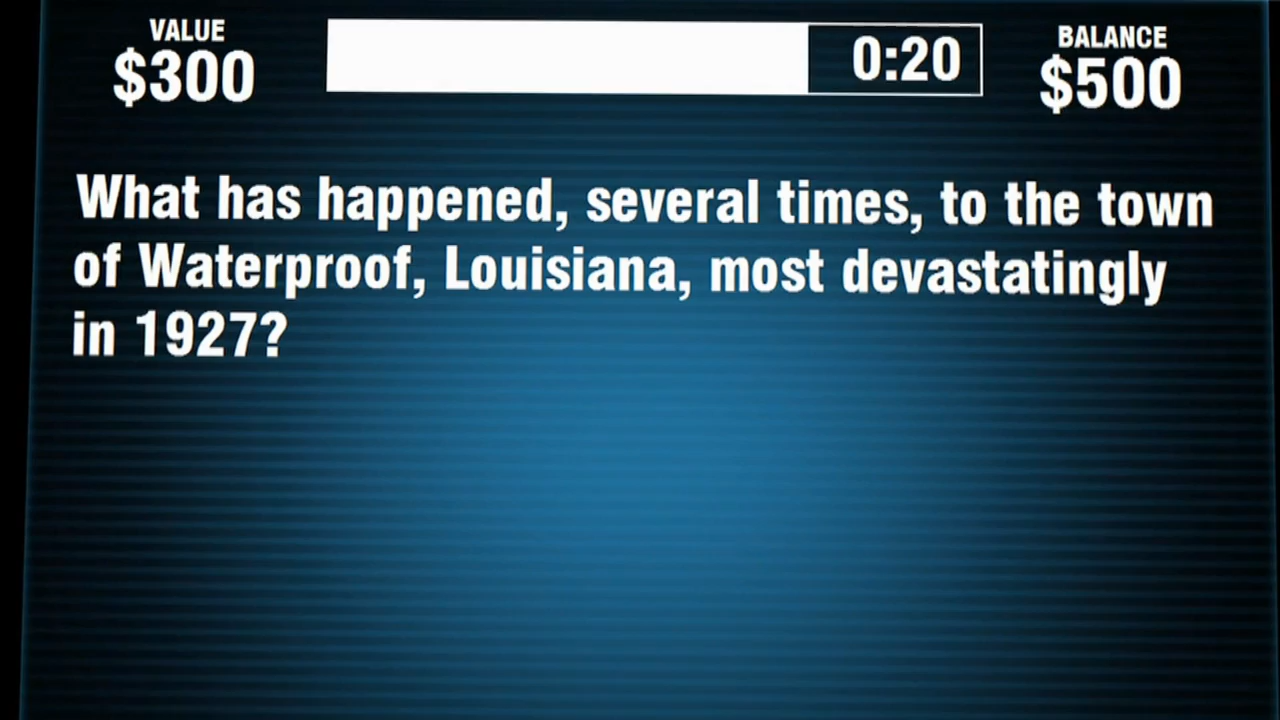 VALUE
$300
0:20
BALANCE
$500
What has happened, several times, to the town
of Waterproof, Louisiana, most devastatingly
in 1927?